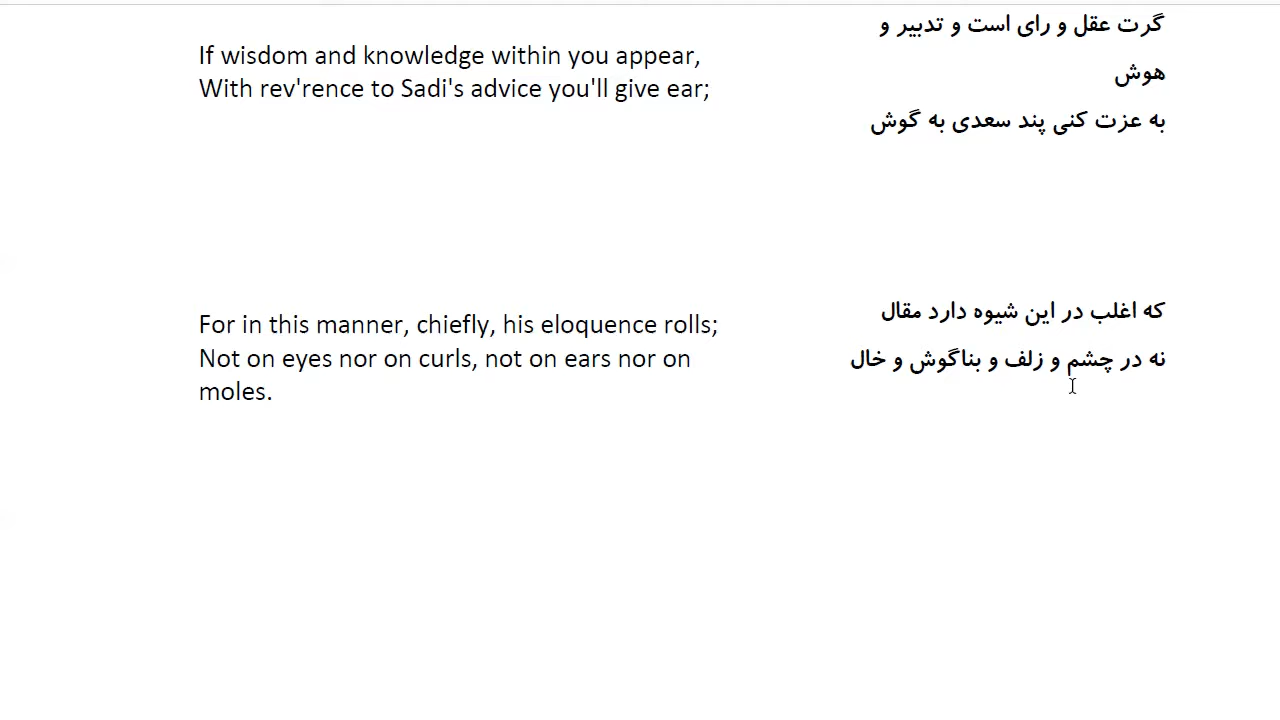 If wisdom and knowledge within you appear,
With rev'rence to Sadi's advice you'll give ear;
گرت عقل و رای است و تدبیر و
هوش
به عزت کنی پند سعدی به گوش
For in this manner, chiefly, his eloquence rolls;
Not on eyes nor on curls, not on ears nor on
moles.
که اغلب در این شیوه دارد مقال
نه در چشم و زلف و بناگوش و خال